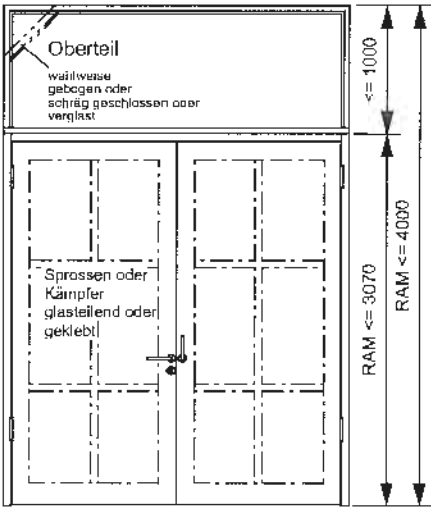 Oberteil
wahlweise
gebogen oder
schräg geschlossen oder
verglast
<= 1000
Sprossen oder
Kämpfer
glasteilend oder
geklebt
RAM <= 3070
RAM <= 4000